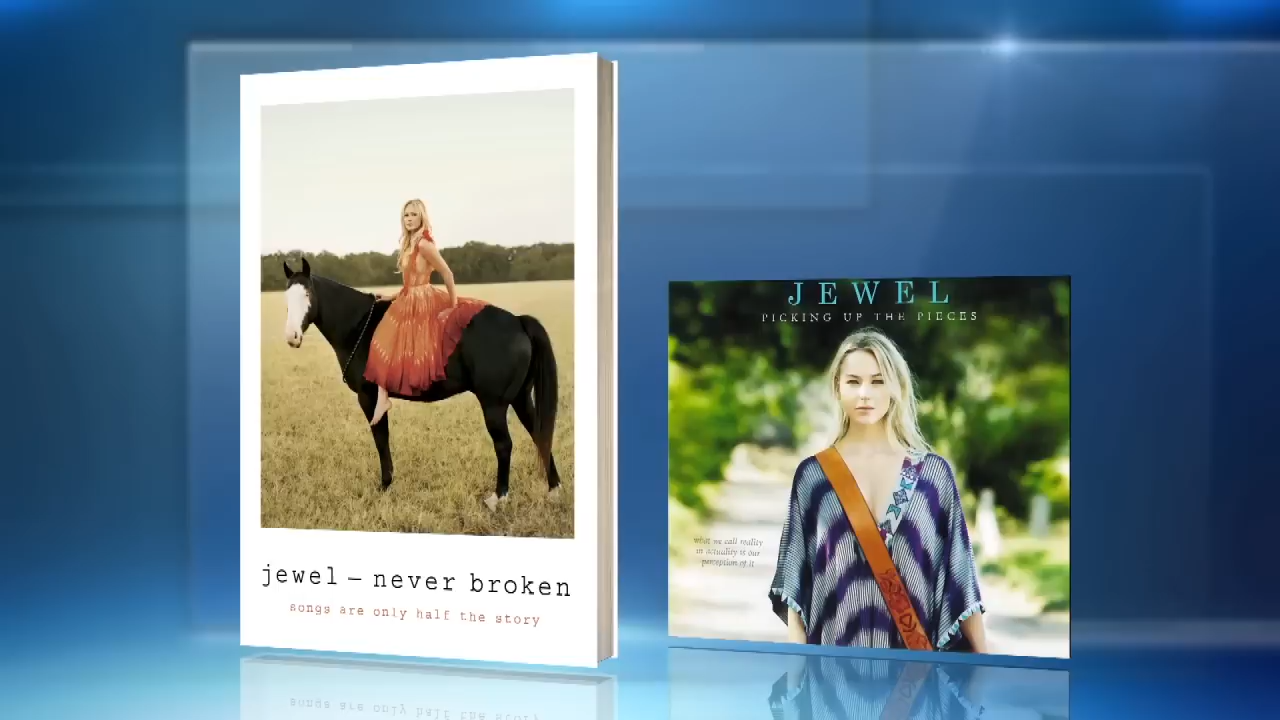 jewel – never broken
songs are only half the story
JEWEL
PICKING UP THE PIECES
what we call reality
in actuality is our
perception of it